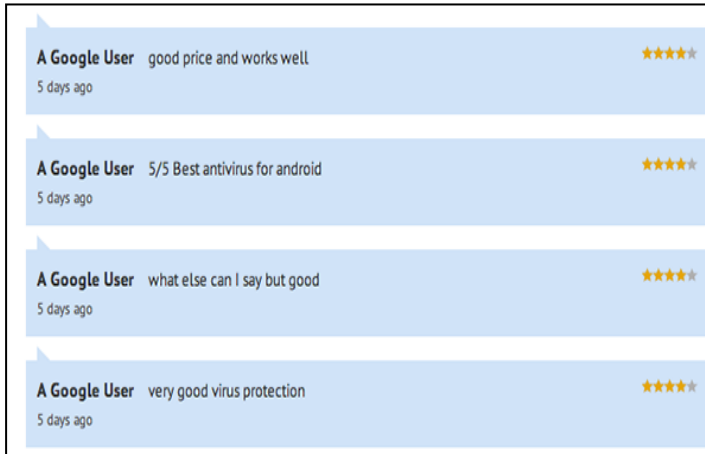 A Google User good price and works well
5 days ago
A Google User 5/5 Best antivirus for android
5 days ago
A Google User what else can I say but good
5 days ago
A Google User very good virus protection
5 days ago